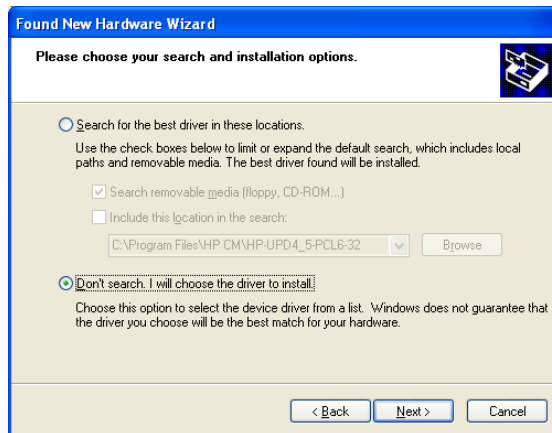 Found New Hardware Wizard
Please choose your search and installation options.
Search for the best driver in these locations.
Use the check boxes below to limit or expand the default search, which includes local
paths and removable media. The best driver found will be installed.
Search removable media (floppy, CD-ROM...)
Include this location in the search:
C:\Program Files\HP CM\HP-UPD4_5-PCL6-32
Browse
Don't search. I will choose the driver to install.
Choose this option to select the device driver from a list. Windows does not guarantee that
the driver you choose will be the best match for your hardware.
< Back Next > Cancel